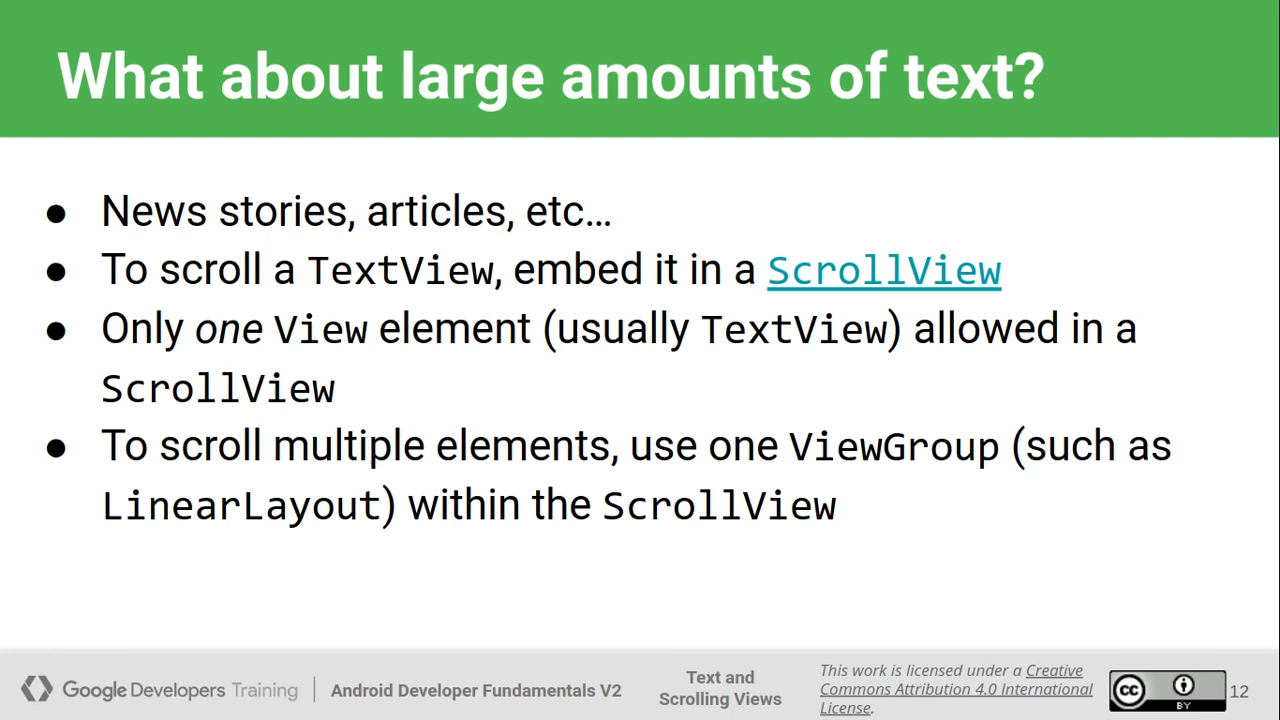 What about large amounts of text?
● News stories, articles, etc…
● To scroll a TextView, embed it in a ScrollView
● Only one View element (usually TextView) allowed in a
ScrollView
● To scroll multiple elements, use one ViewGroup (such as
LinearLayout) within the ScrollView
Google Developers Training
Android Developer Fundamentals V2
Text and
Scrolling Views
This work is licensed under a Creative
Commons Attribution 4.0 International
License.
cc
BY
12